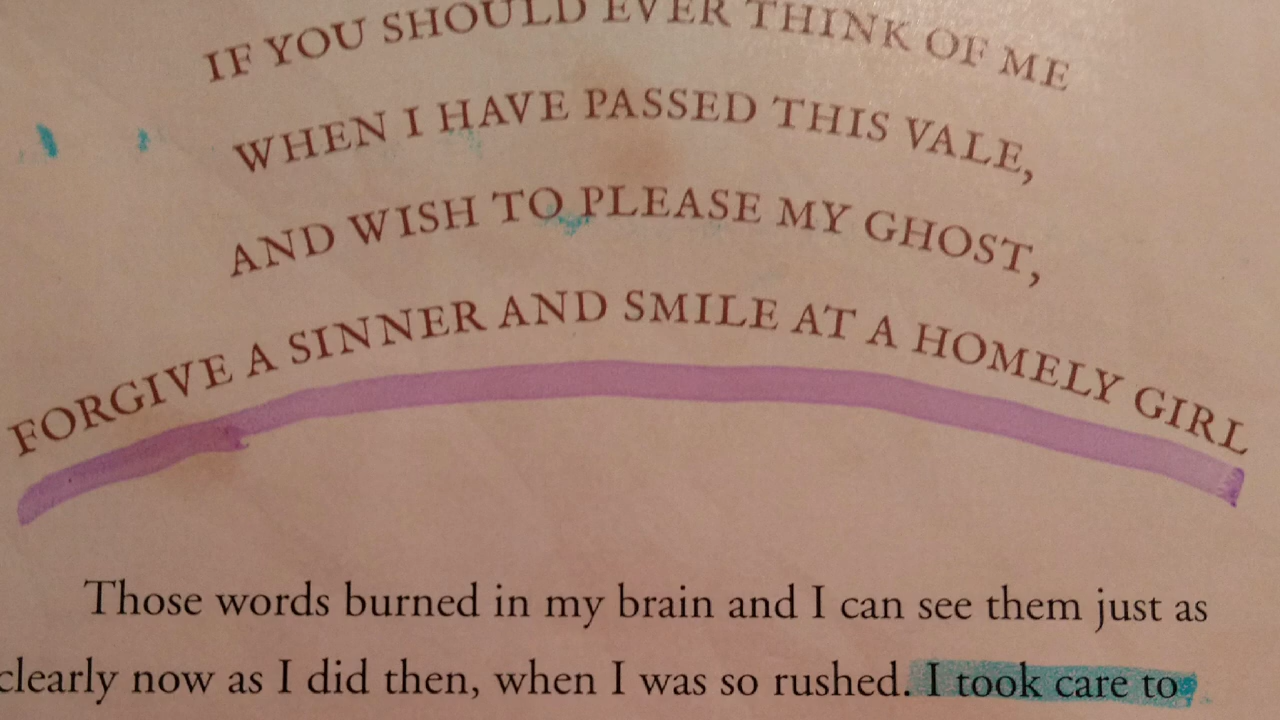 IF YOU SHOULD EVER THINK OF ME
WHEN I HAVE PASSED THIS VALE,
AND WISH TO PLEASE MY GHOST,
FORGIVE A SINNER AND SMILE AT A HOMELY GIRL
Those words burned in my brain and I can see them just as
clearly now as I did then, when I was so rushed. I took care to